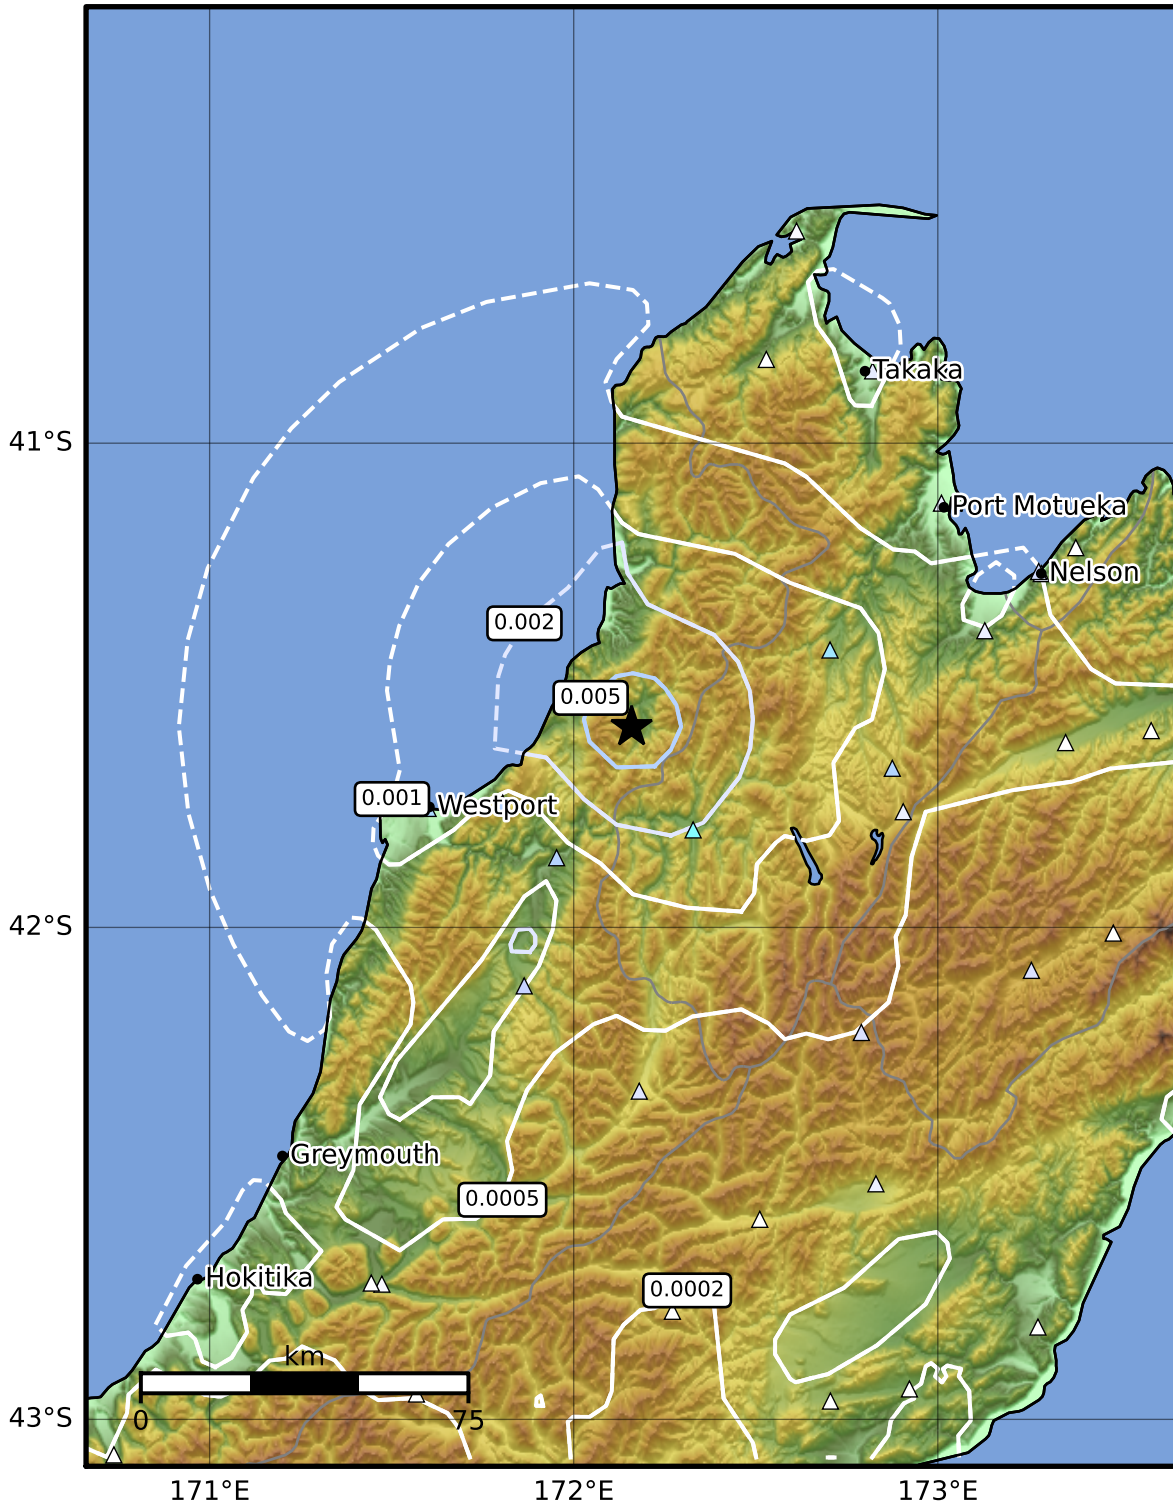 Takaka
41°S
Port Motueka
Nelson
0.002
0.005
0.001
Westport
42°S
Greymouth
0.0005
Hokitika
0.0002
km
0
75
43°S
171°E
172°E
173°E